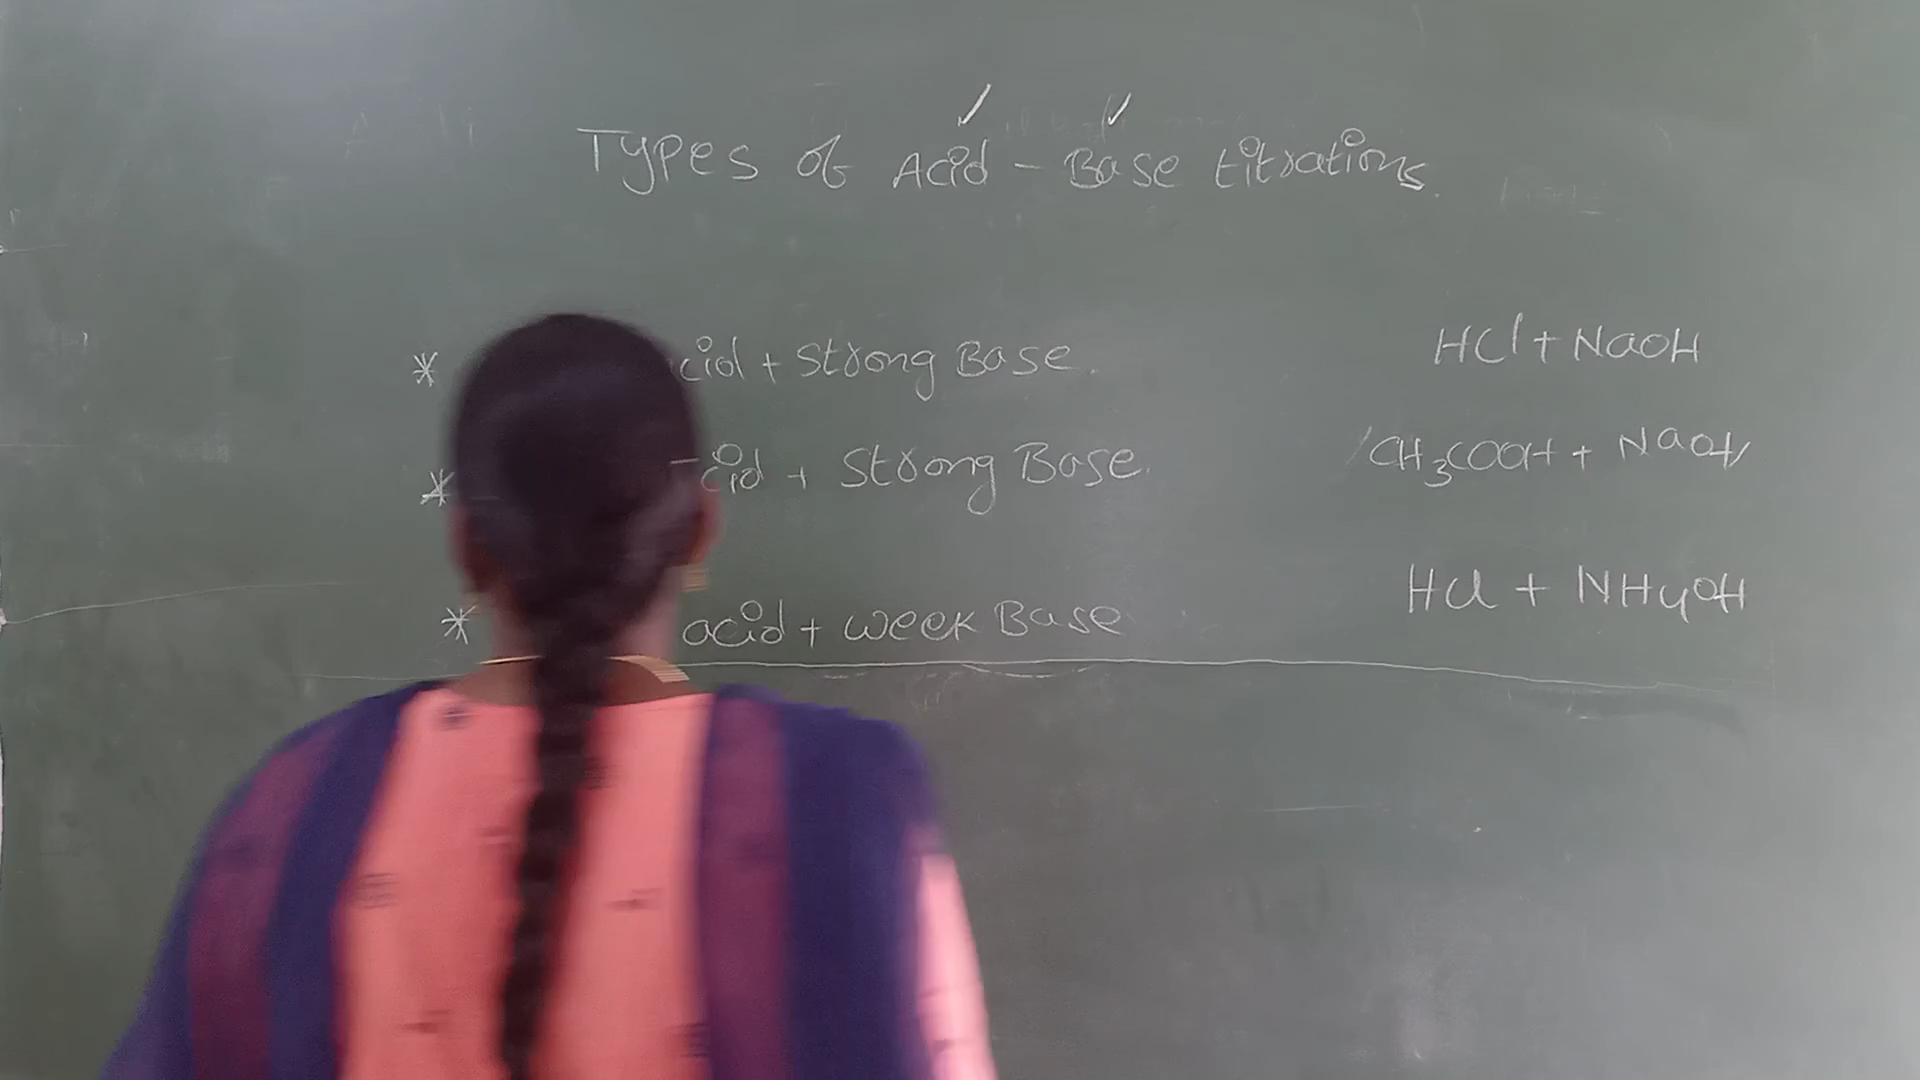 Types of Acid - Base titrations.
* cid + Strong Base. HCl + NaOH
* cid + Strong Base. CH3COOH + NaOH
* acid + week Base HCl + NH4OH